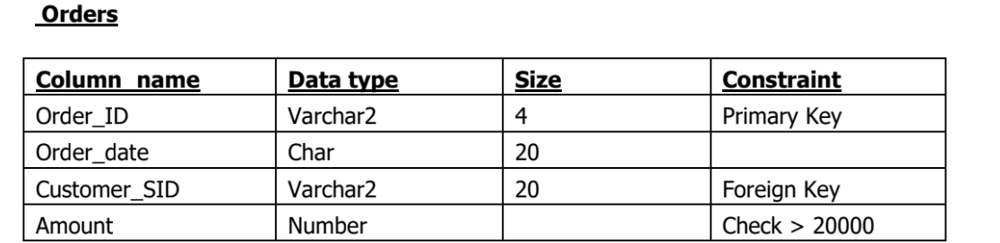 Orders
Column name Data type Size Constraint
Order_ID Varchar2 4 Primary Key
Order_date Char 20
Customer_SID Varchar2 20 Foreign Key
Amount Number Check > 20000